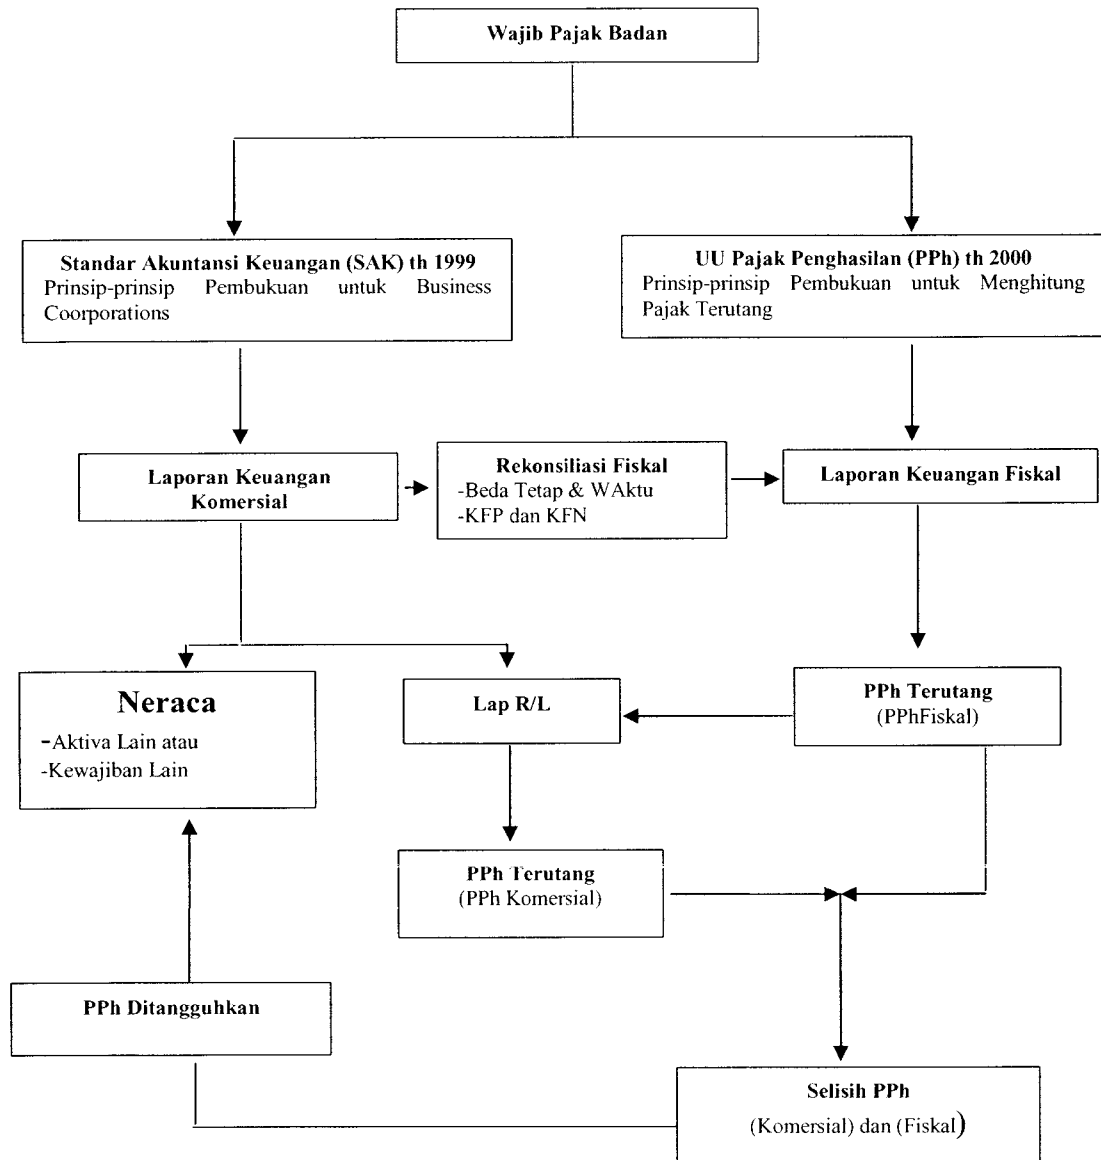 Wajib Pajak Badan
Standar Akuntansi Keuangan (SAK) th 1999
Prinsip-prinsip Pembukuan untuk Business
Coorporations
UU Pajak Penghasilan (PPh) th 2000
Prinsip-prinsip Pembukuan untuk Menghitung
Pajak Terutang
Laporan Keuangan
Komersial
Rekonsiliasi Fiskal
-Beda Tetap & WAktu
-KFP dan KFN
Laporan Keuangan Fiskal
Neraca
-Aktiva Lain atau
-Kewajiban Lain
Lap R/L
PPh Terutang
(PPhFiskal)
PPh Terutang
(PPh Komersial)
PPh Ditangguhkan
Selisih PPh
(Komersial) dan (Fiskal)